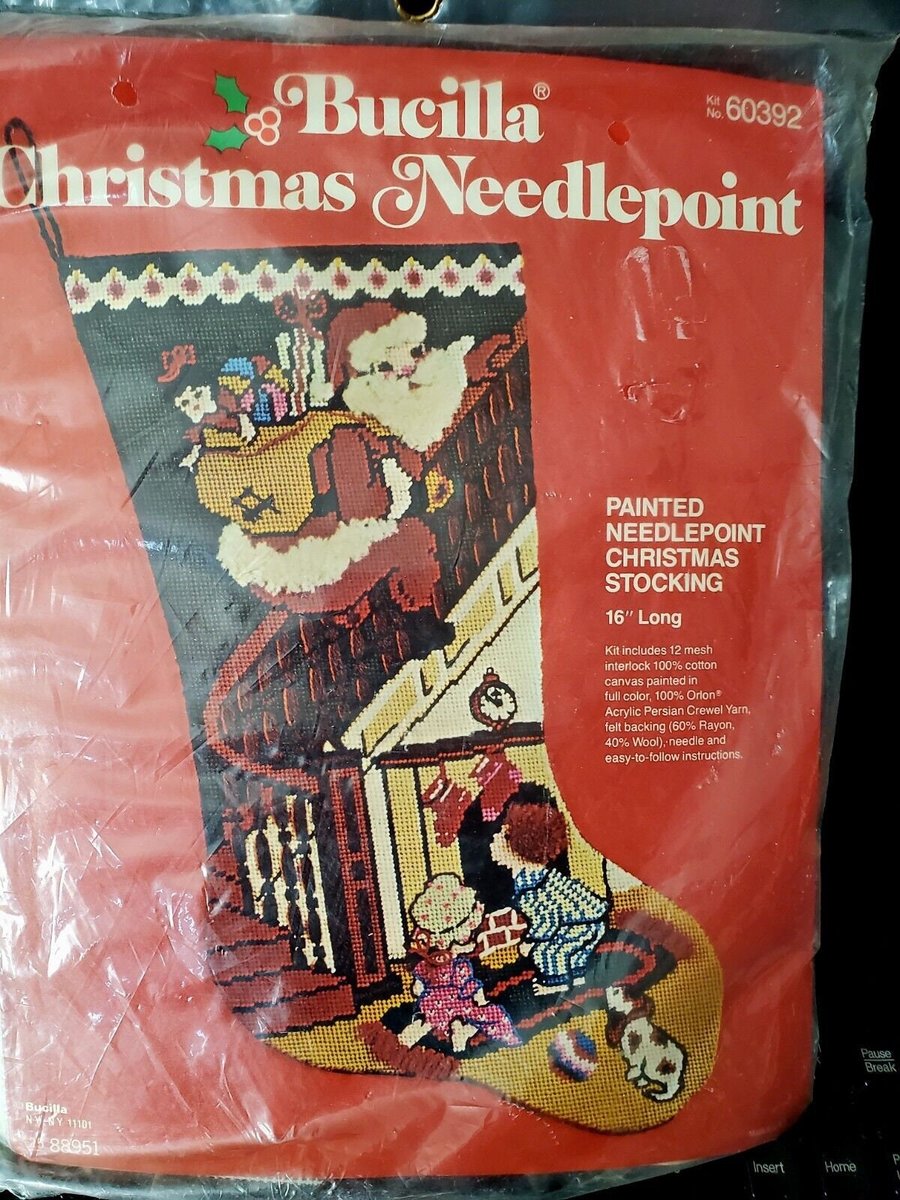 Bucilla®
Kit No. 60392
Christmas Needlepoint
PAINTED
NEEDLEPOINT
CHRISTMAS
STOCKING
16" Long
Kit includes 12 mesh
interlock 100% cotton
canvas painted in
full color, 100% Orlon®
Acrylic Persian Crewel Yarn,
felt backing (60% Rayon,
40% Wool), needle and
easy-to-follow instructions.
Bucilla
NY 11101
88951
Pause
Break
Insert
Home